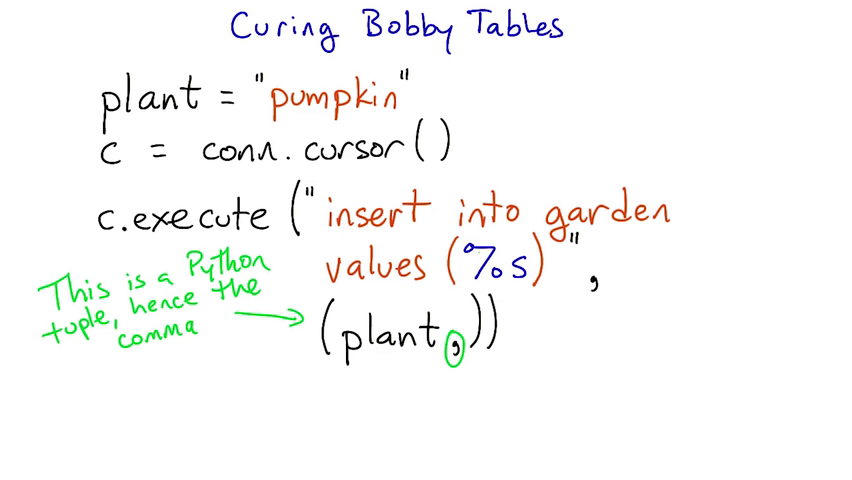 Curing Bobby Tables
plant = "pumpkin"
c = conn.cursor()
c.execute ("insert into garden
values (%s)",
(plant,))
This is a Python
tuple, hence the
comma